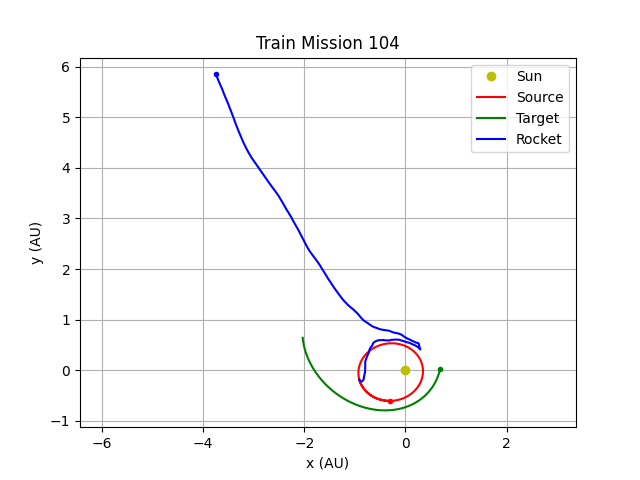 Train Mission 104
Sun
Source
Target
Rocket
6
5
4
3
2
1
0
−1
y (AU)
−6
−4
−2
0
2
x (AU)